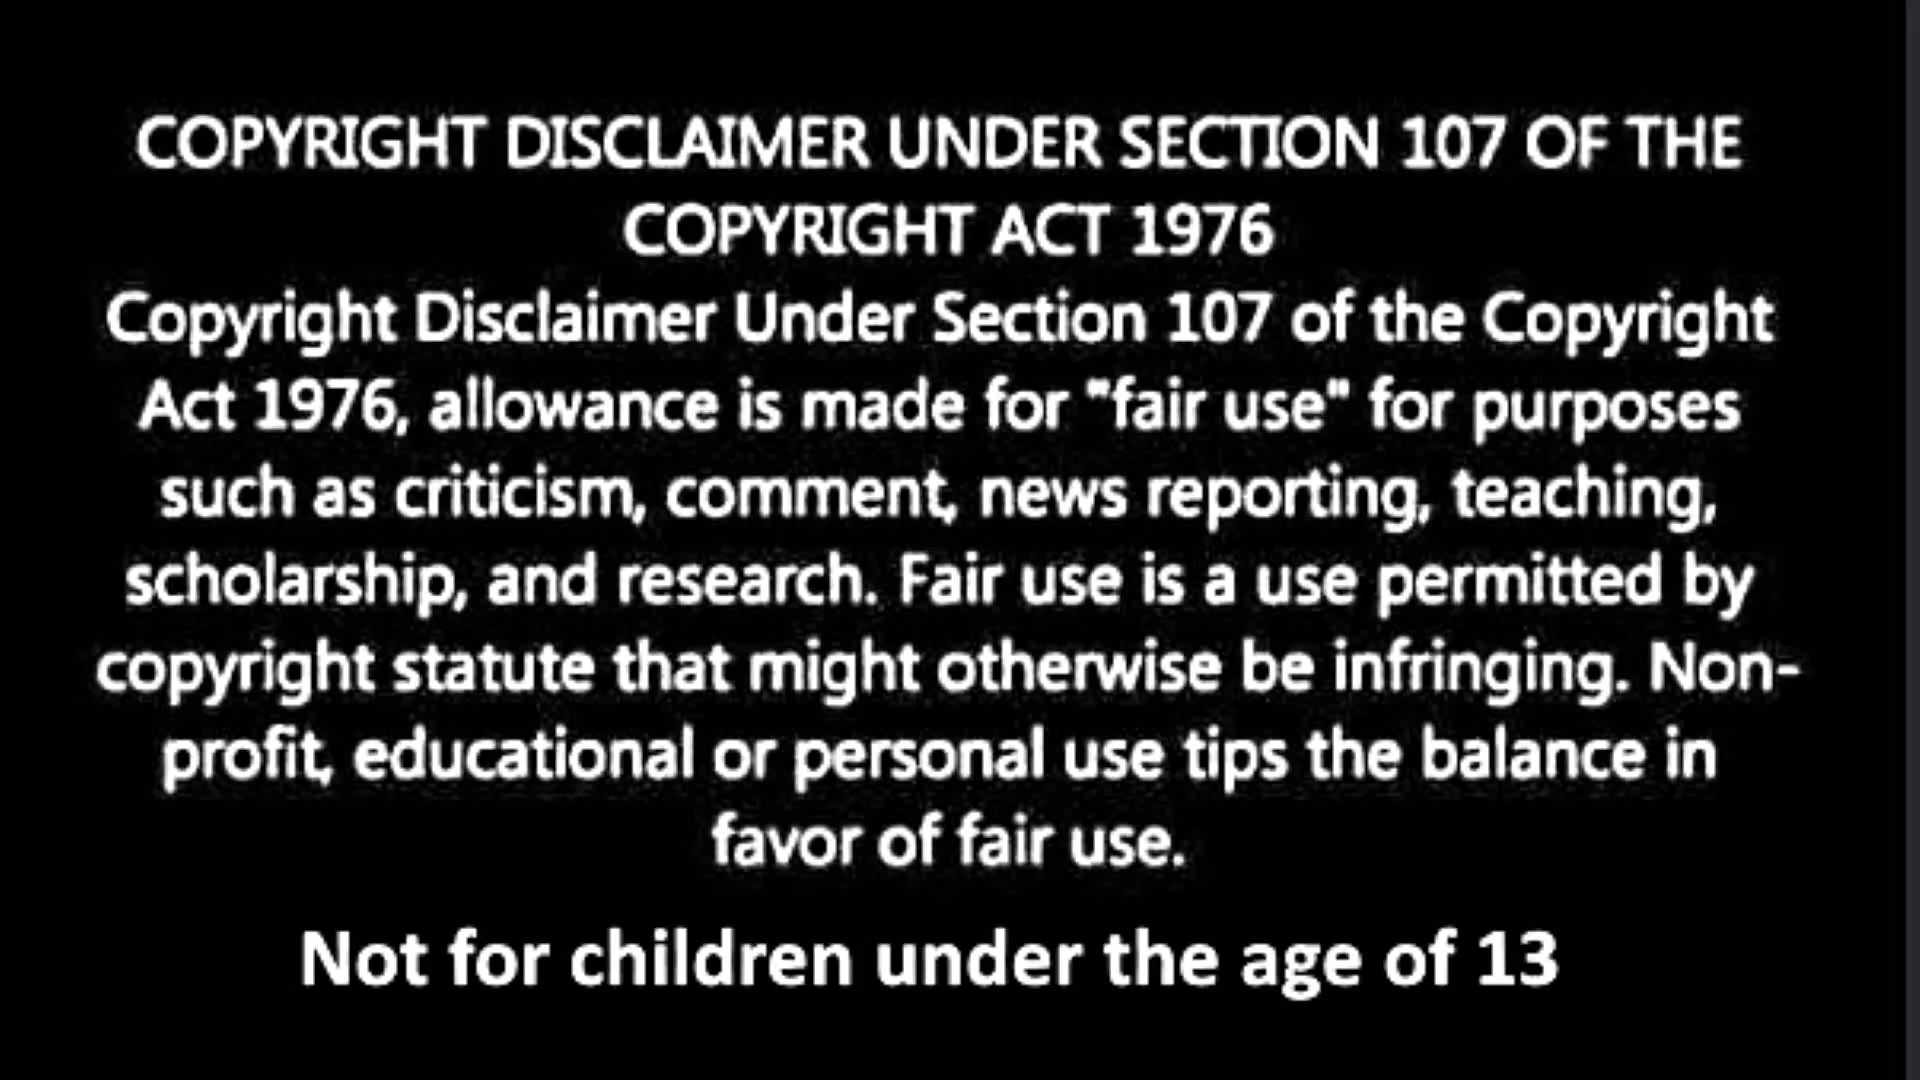 COPYRIGHT DISCLAIMER UNDER SECTION 107 OF THE
COPYRIGHT ACT 1976
Copyright Disclaimer Under Section 107 of the Copyright
Act 1976, allowance is made for "fair use" for purposes
such as criticism, comment, news reporting, teaching,
scholarship, and research. Fair use is a use permitted by
copyright statute that might otherwise be infringing. Non-
profit, educational or personal use tips the balance in
favor of fair use.
Not for children under the age of 13